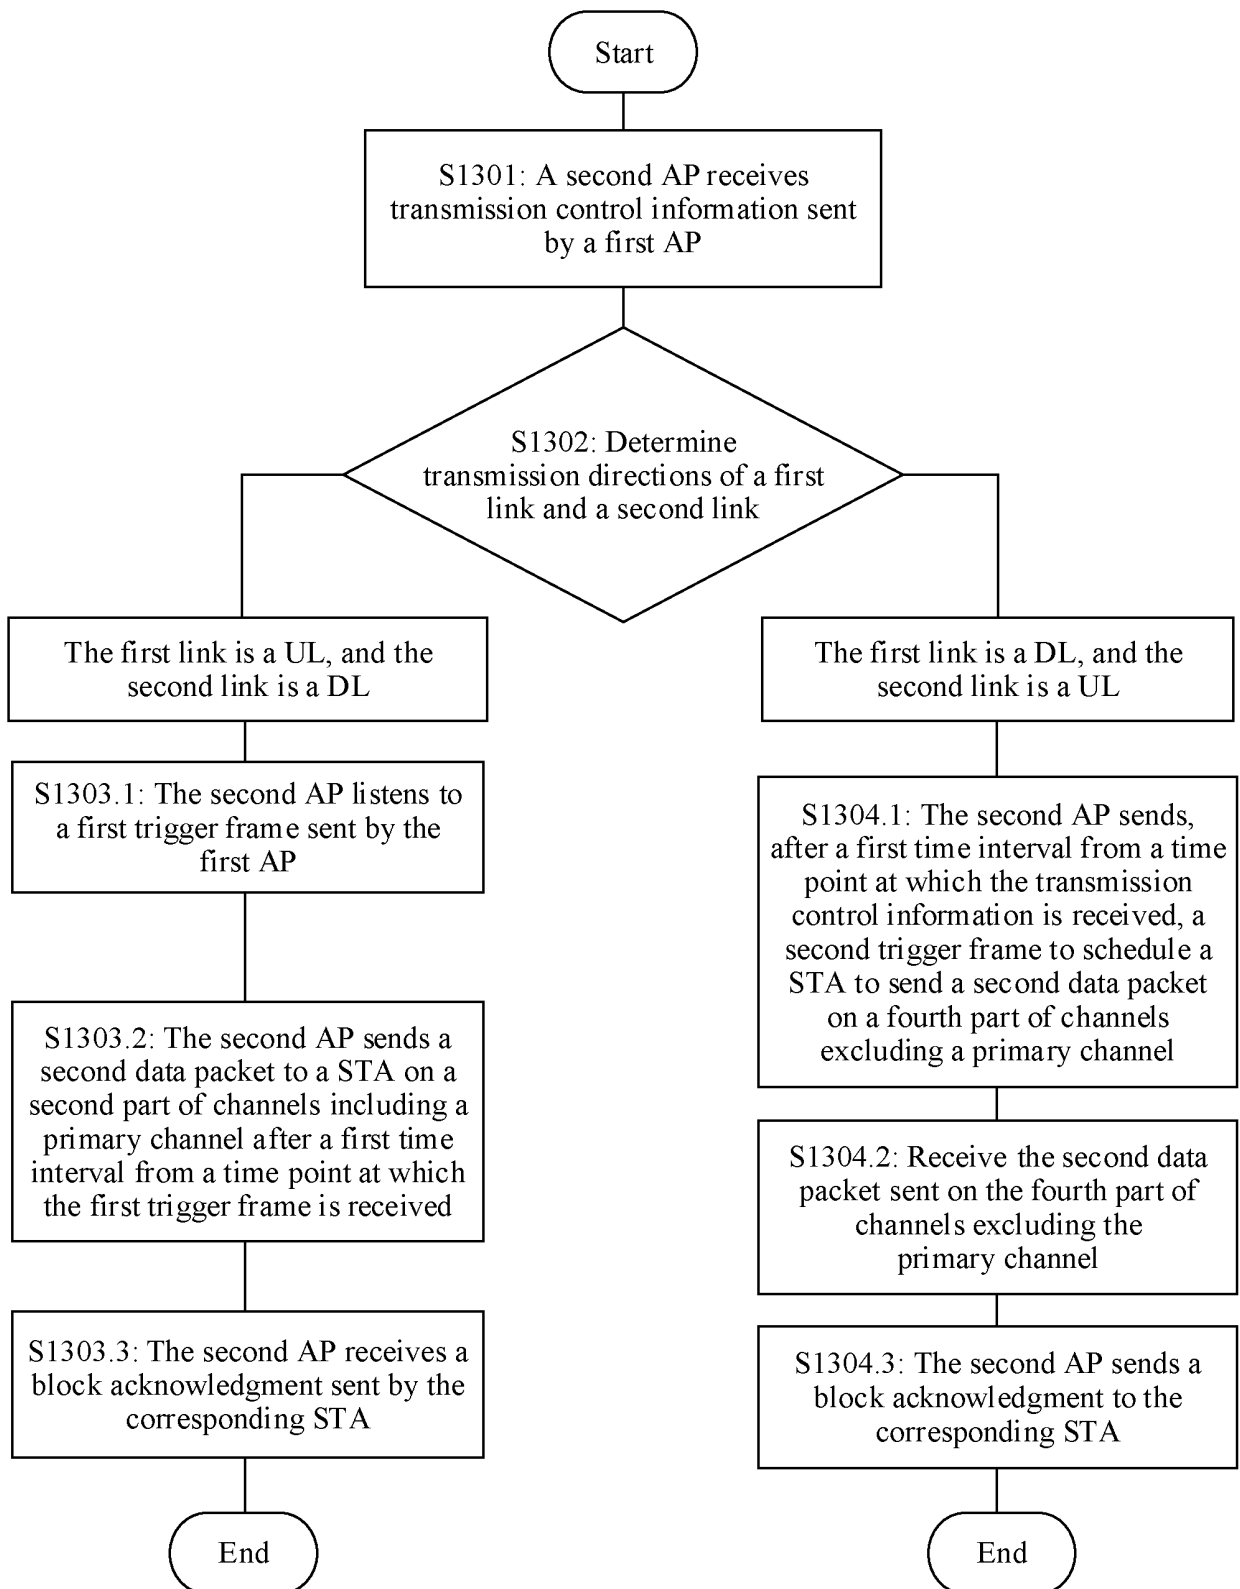 Start
S1301: A second AP receives
transmission control information sent
by a first AP
S1302: Determine
transmission directions of a first
link and a second link
The first link is a UL, and the
second link is a DL
S1303.1: The second AP listens to
a first trigger frame sent by the
first AP
S1303.2: The second AP sends a
second data packet to a STA on a
second part of channels including a
primary channel after a first time
interval from a time point at which
the first trigger frame is received
S1303.3: The second AP receives a
block acknowledgment sent by the
corresponding STA
End
The first link is a DL, and the
second link is a UL
S1304.1: The second AP sends,
after a first time interval from a time
point at which the transmission
control information is received, a
second trigger frame to schedule a
STA to send a second data packet
on a fourth part of channels
excluding a primary channel
S1304.2: Receive the second data
packet sent on the fourth part of
channels excluding the
primary channel
S1304.3: The second AP sends a
block acknowledgment to the
corresponding STA
End